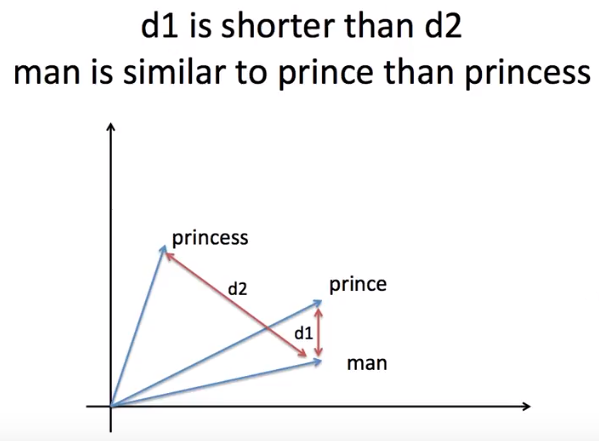 d1 is shorter than d2
man is similar to prince than princess
princess
d2
prince
d1
man